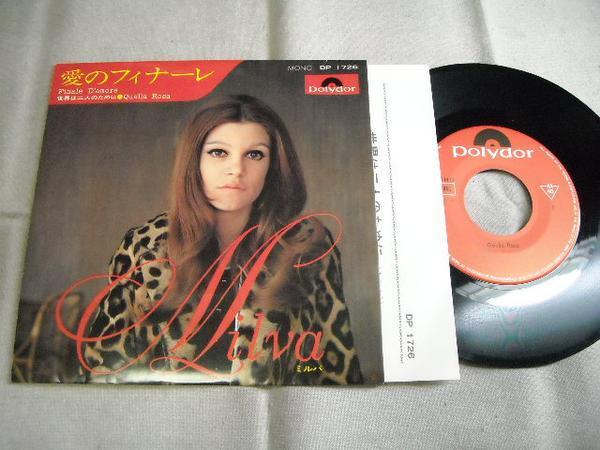 愛のフィナーレ
Finale D'amore
世界は二人のために●Quella Rosa
MONO DP 1726
Polydor
Milva
ミルバ
DP 1726
Polydor
Quella Rosa